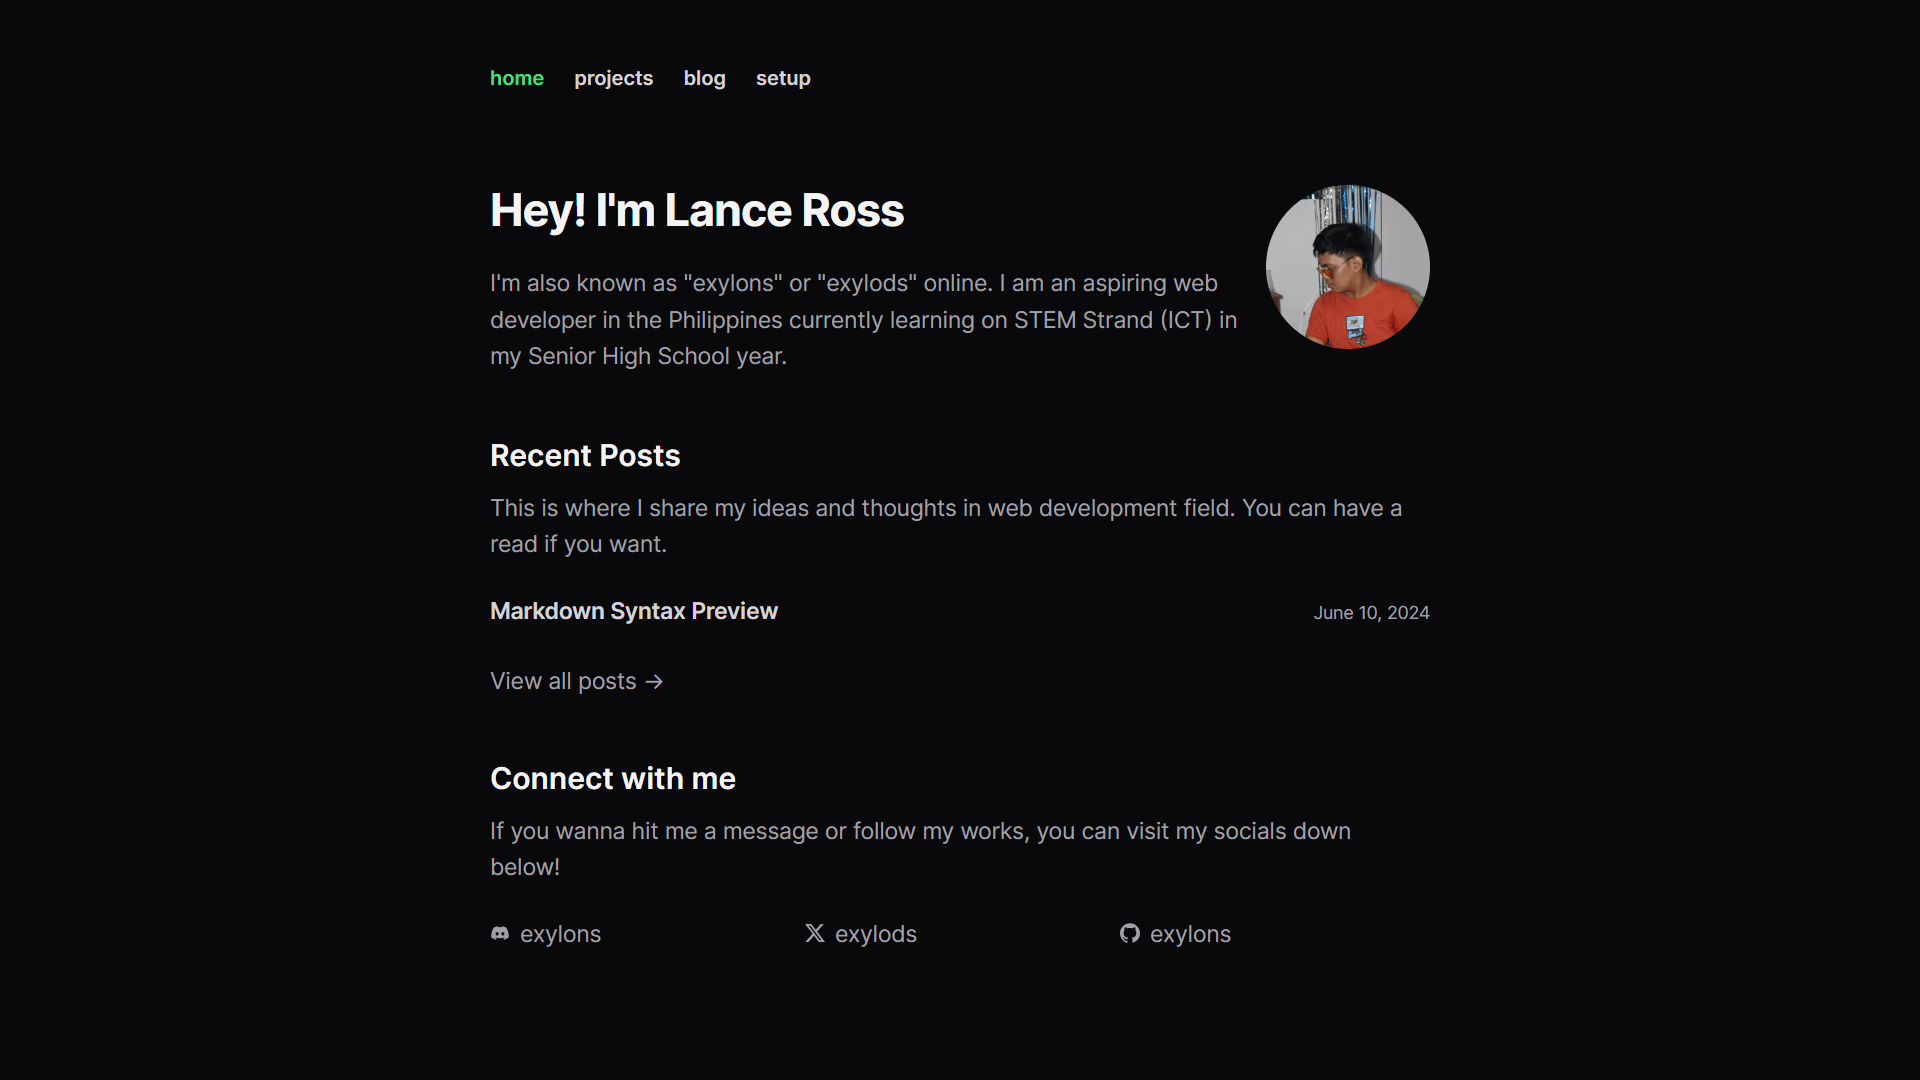 home projects blog setup
Hey! I'm Lance Ross
I'm also known as "exylons" or "exylods" online. I am an aspiring web
developer in the Philippines currently learning on STEM Strand (ICT) in
my Senior High School year.
Recent Posts
This is where I share my ideas and thoughts in web development field. You can have a
read if you want.
Markdown Syntax Preview June 10, 2024
View all posts →
Connect with me
If you wanna hit me a message or follow my works, you can visit my socials down
below!
exylons exylods exylons